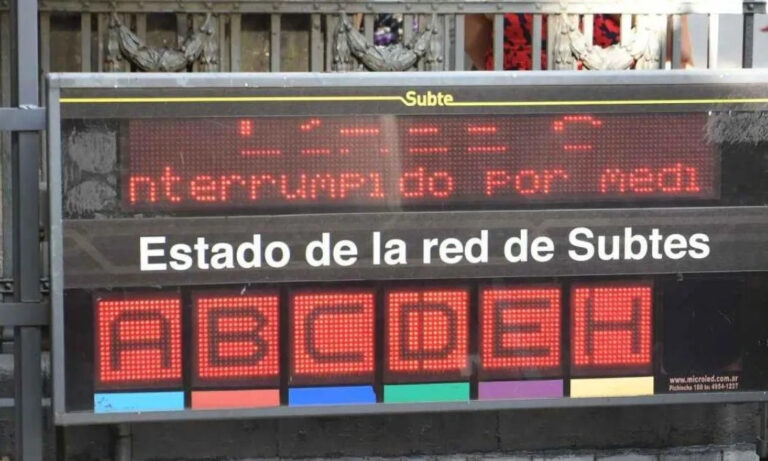 Subte
nterrumpido por medi
Estado de la red de Subtes
A B C D E H
www.microled.com.ar